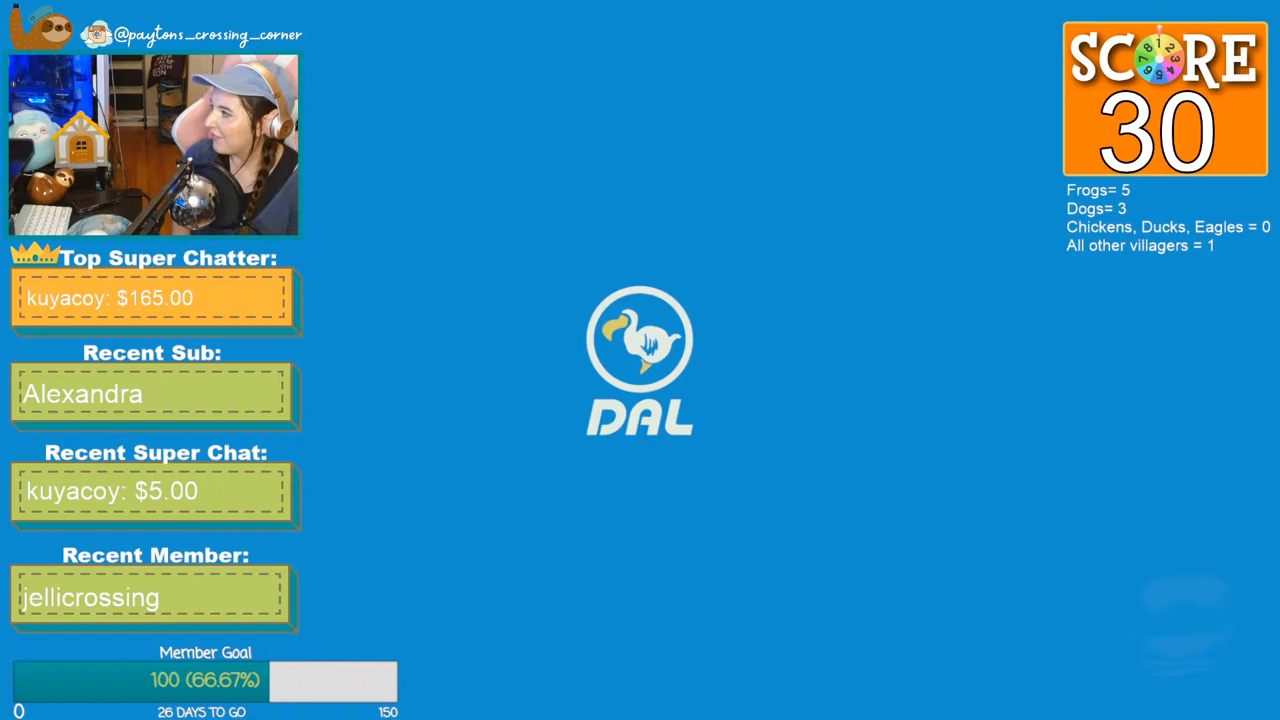 @paytons_crossing_corner
Top Super Chatter:
kuyacoy: $165.00
Recent Sub:
Alexandra
Recent Super Chat:
kuyacoy: $5.00
Recent Member:
jellicrossing
Member Goal
100 (66.67%)
0 26 DAYS TO GO 150
DAL
SCORE
30
Frogs= 5
Dogs= 3
Chickens, Ducks, Eagles = 0
All other villagers = 1